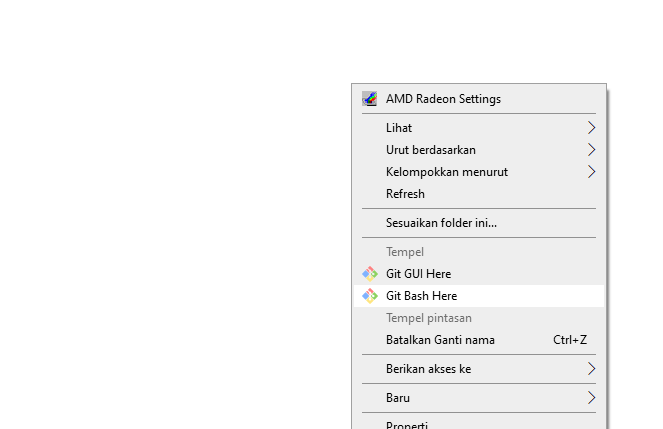 AMD Radeon Settings
Lihat
Urut berdasarkan
Kelompokkan menurut
Refresh
Sesuaikan folder ini...
Tempel
Git GUI Here
Git Bash Here
Tempel pintasan
Batalkan Ganti nama Ctrl+Z
Berikan akses ke
Baru
Properti